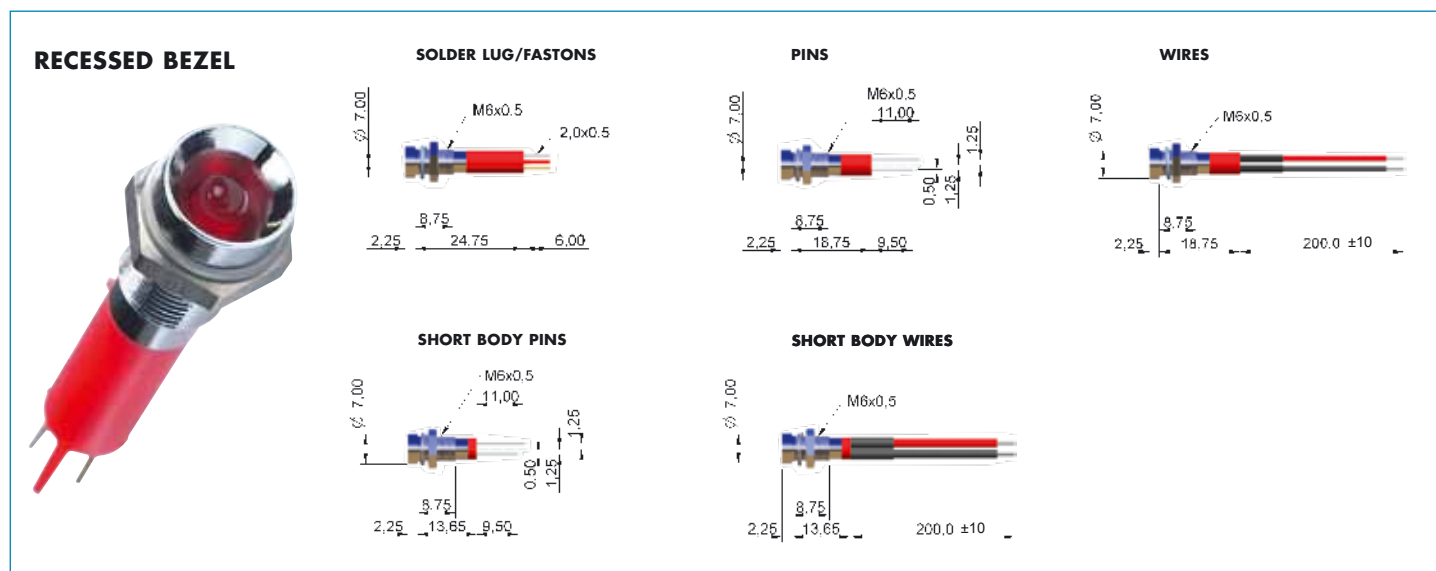 RECESSED BEZEL
SOLDER LUG/FASTONS
Ø 7,00
M6x0.5
2,0x0.5
8,75
2,25 24.75 6,00
PINS
Ø 7,00
M6x0.5
11,00
1.25
0,50
1,25
8.75
2,25 18,75 9,50
WIRES
Ø 7,00
M6x0,5
8.75
2,25 18.75 200.0 ±10
SHORT BODY PINS
Ø 7,00
M6x0,5
11,00
1.25
0.50
1,25
8.75
2,25 13,65 9,50
SHORT BODY WIRES
Ø 7,00
M6x0,5
8.75
2,25 13,65 200,0 ±10